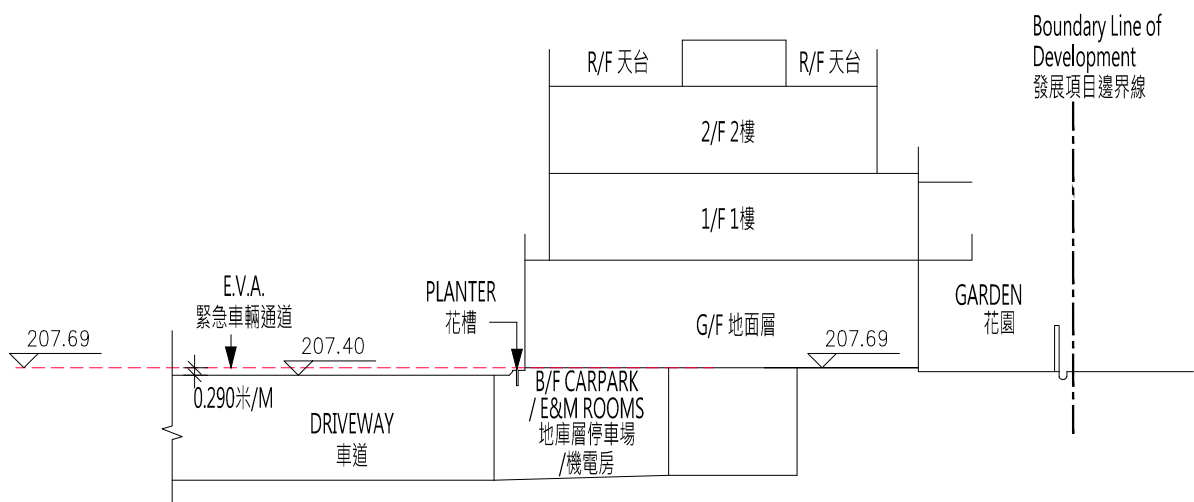 Boundary Line of
Development
發展項目邊界線
R/F 天台
R/F 天台
2/F 2樓
1/F 1樓
E.V.A.
緊急車輛通道
PLANTER
花槽
GARDEN
花園
G/F 地面層
207.69
207.40
207.69
0.290米/M
B/F CARPARK
/ E&M ROOMS
地庫層停車場
/機電房
DRIVEWAY
車道